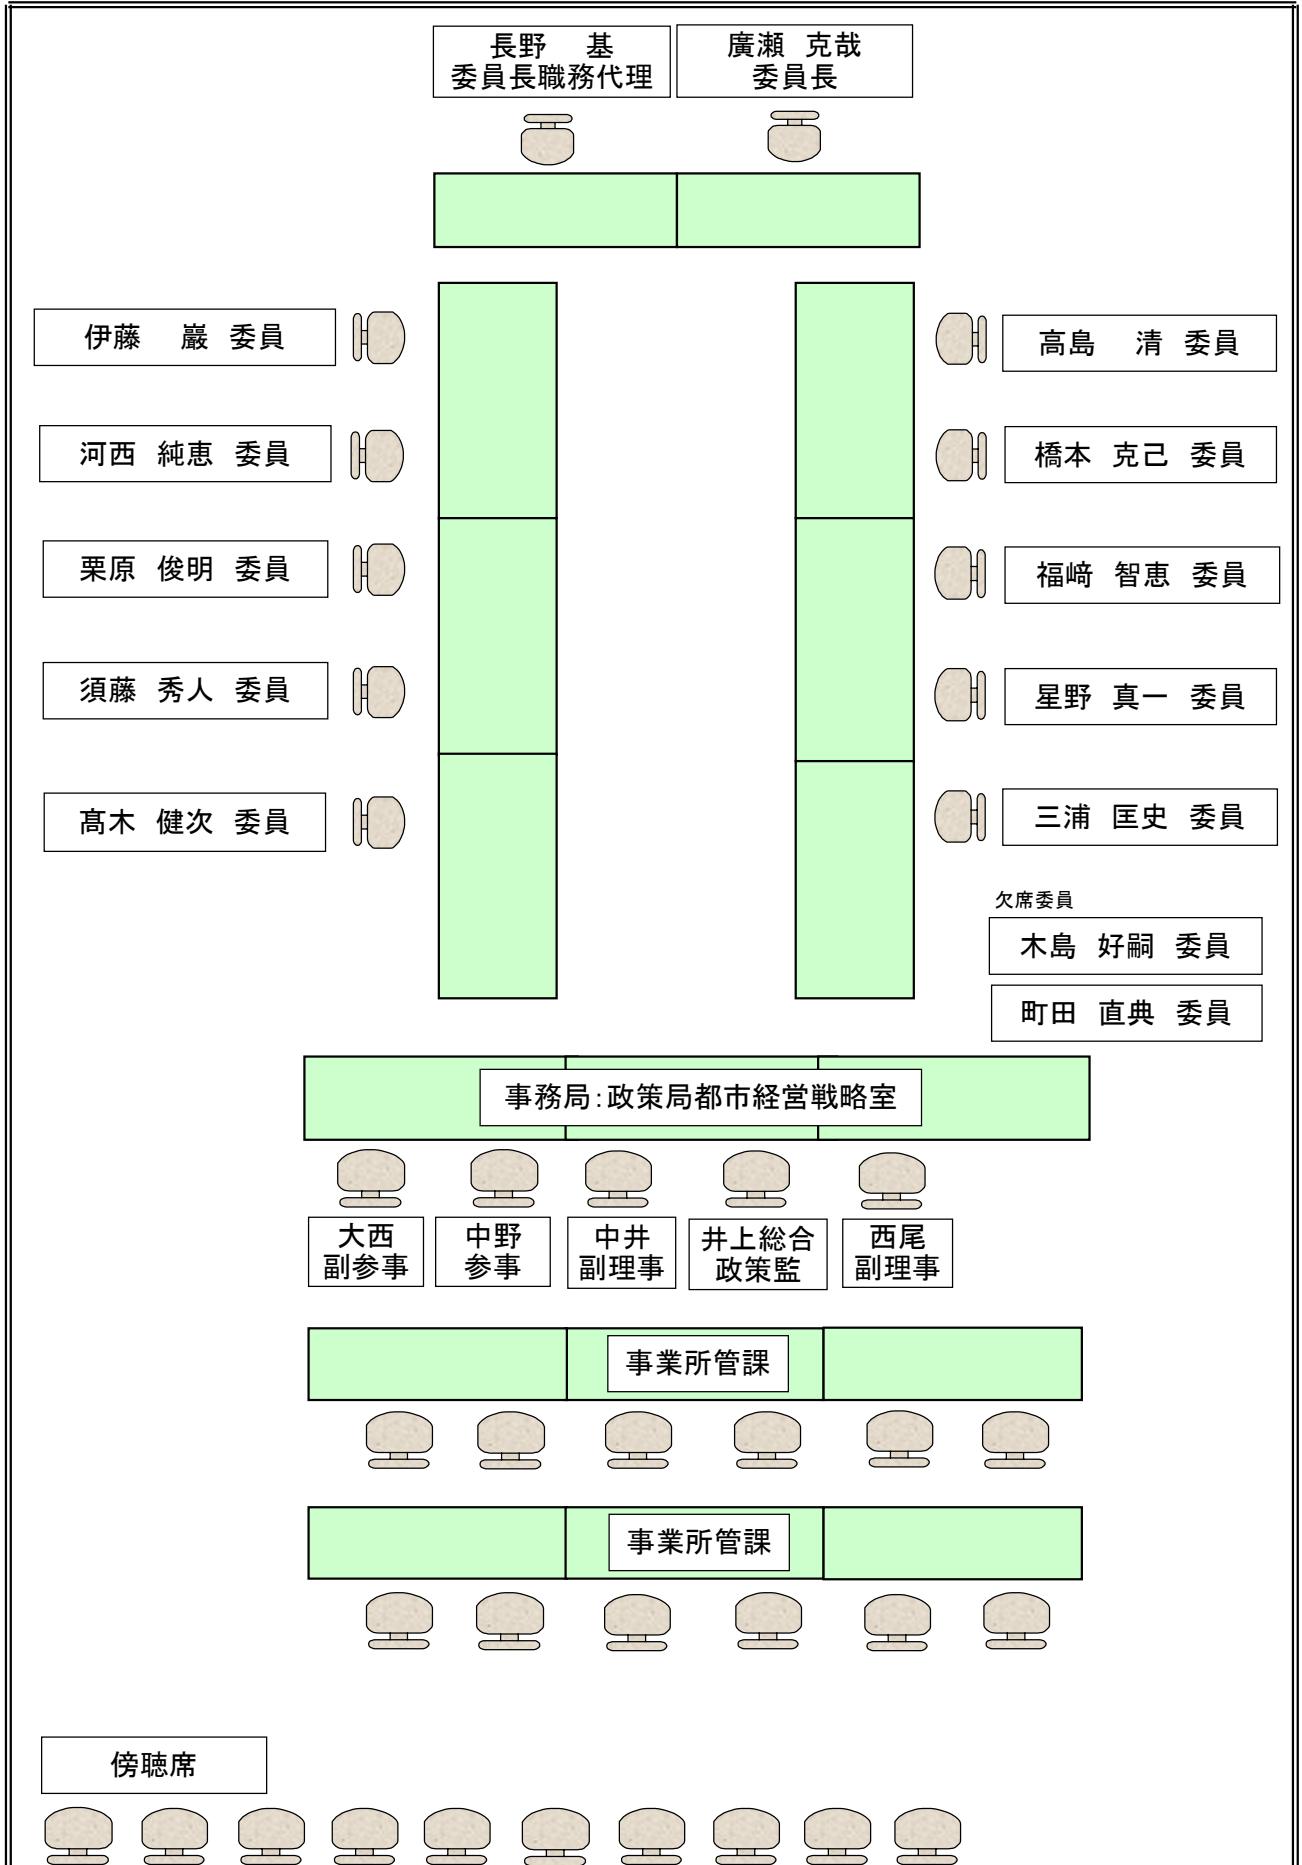 長野　基
委員長職務代理
廣瀬 克哉
委員長
伊藤　巖 委員
高島　清 委員
河西 純恵 委員
橋本 克己 委員
栗原 俊明 委員
福﨑 智恵 委員
須藤 秀人 委員
星野 真一 委員
髙木 健次 委員
三浦 匡史 委員
欠席委員
木島 好嗣 委員
町田 直典 委員
事務局：政策局都市経営戦略室
大西
副参事
中野
参事
中井
副理事
井上総合
政策監
西尾
副理事
事業所管課
事業所管課
傍聴席